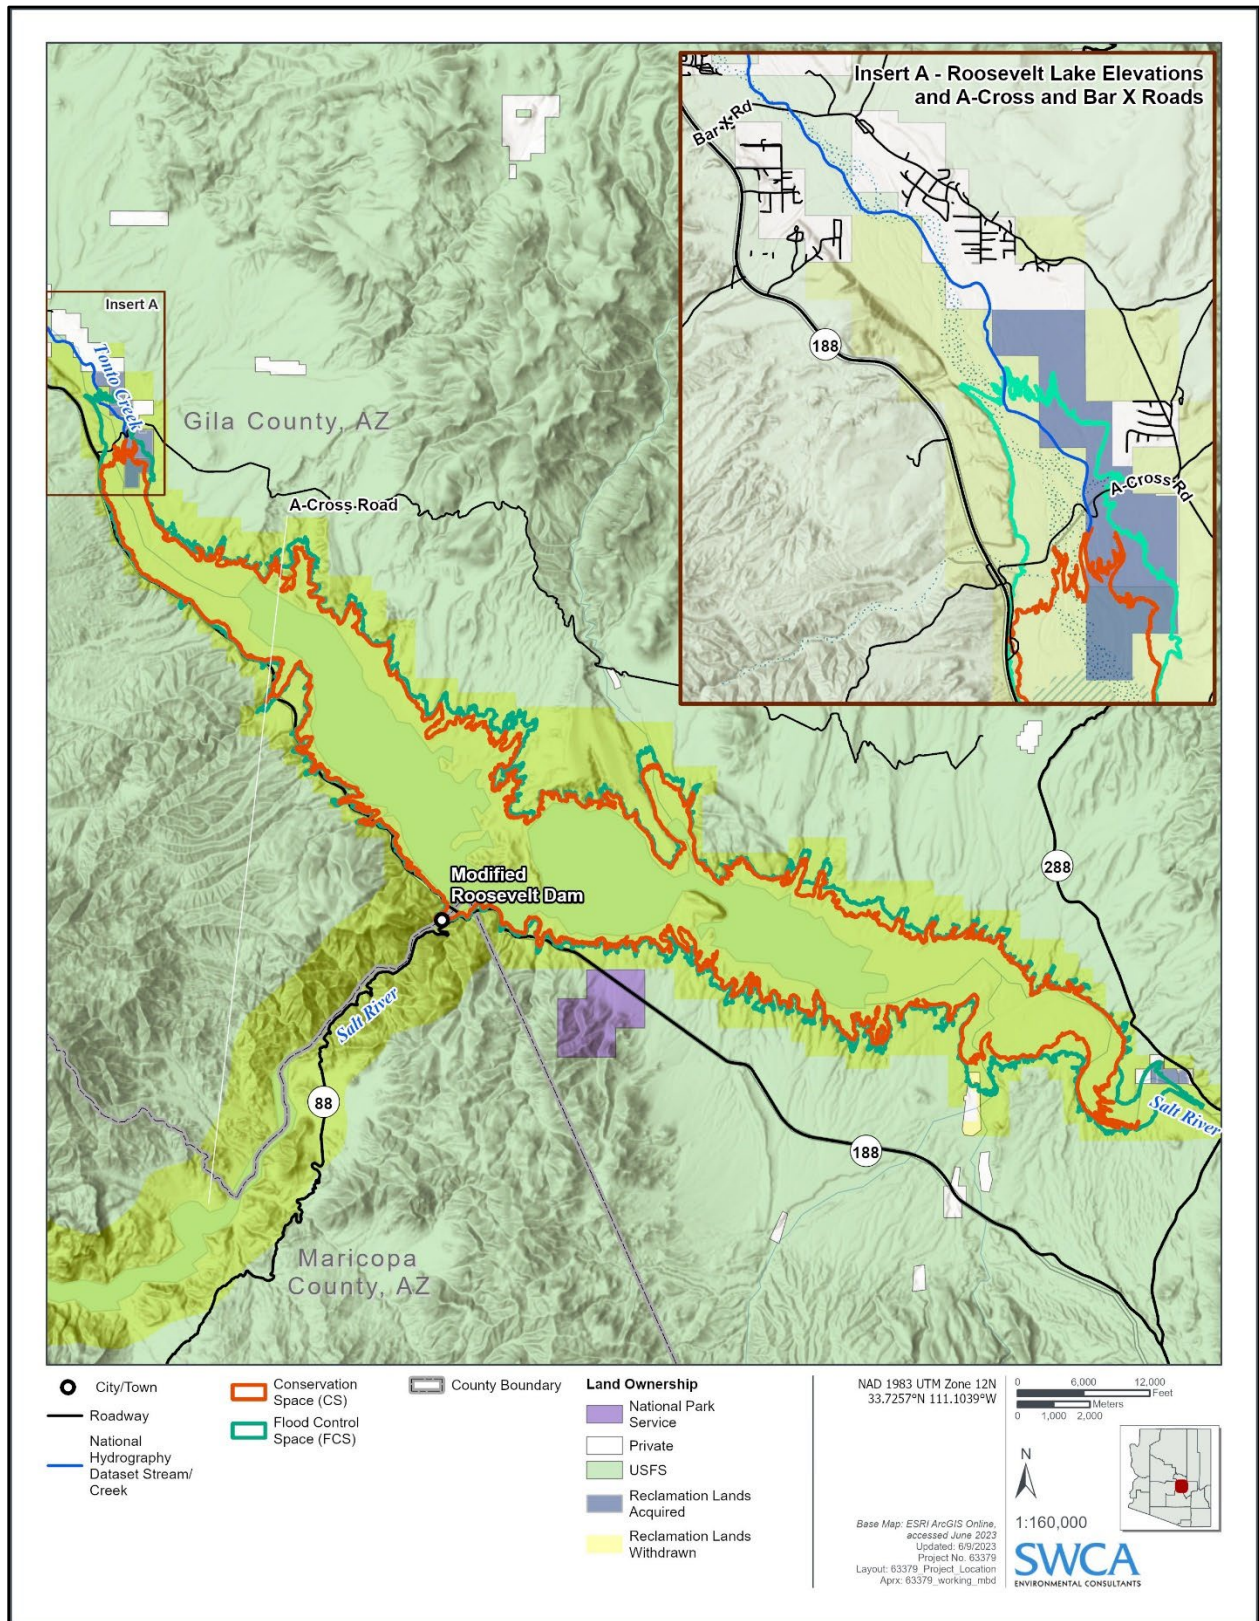 Insert A - Roosevelt Lake Elevations
and A-Cross and Bar X Roads
Bar X Rd
188
A-Cross Rd
Insert A
Tonto Creek
Gila County, AZ
A-Cross Road
288
Modified
Roosevelt Dam
Salt River
88
188
Salt River
Maricopa
County, AZ
City/Town
Roadway
National
Hydrography
Dataset Stream/
Creek
Conservation
Space (CS)
Flood Control
Space (FCS)
County Boundary
Land Ownership
National Park
Service
Private
USFS
Reclamation Lands
Acquired
Reclamation Lands
Withdrawn
NAD 1983 UTM Zone 12N
33.7257°N 111.1039°W
Base Map: ESRI ArcGIS Online,
accessed June 2023
Updated: 6/9/2023
Project No. 63379
Layout: 63379_Project_Location
Aprx: 63379_working_mbd
0 6,000 12,000
Feet
Meters
0 1,000 2,000
N
1:160,000
SWCA
ENVIRONMENTAL CONSULTANTS